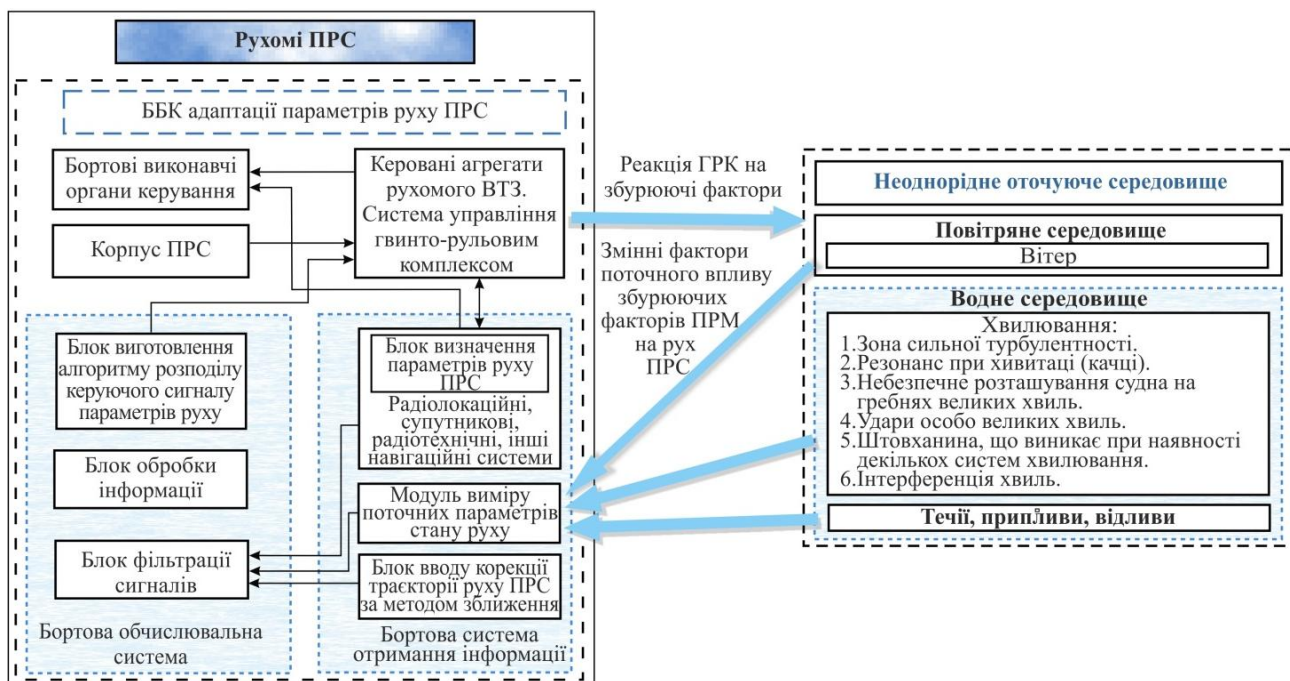 Рухомі ПРС
ББК адаптації параметрів руху ПРС
Бортові виконавчі
органи керування
Корпус ПРС
Керовані агрегати
рухомого ВТЗ.
Система управління
гвинто-рульовим
комплексом
Блок виготовлення
алгоритму розподілу
керуючого сигналу
параметрів руху
Блок обробки
інформації
Блок фільтрації
сигналів
Бортова обчислювальна
система
Блок визначення
параметрів руху
ПРС
Радіолокаційні,
супутникові,
радіотехнічні, інші
навігаційні системи
Модуль виміру
поточних параметрів
стану руху
Блок вводу корекції
траєкторії руху ПРС
за методом зближення
Бортова система
отримання інформації
Реакція ГРК на
збурюючі фактори
Змінні фактори
поточного впливу
збурюючих
факторів ПРМ
на рух
ПРС
Неоднорідне оточуюче середовище
Повітряне середовище
Вітер
Водне середовище
Хвилювання:
1.Зона сильної турбулентності.
2.Резонанс при хивитаці (качці).
3.Небезпечне розташування судна на
гребнях великих хвиль.
4.Удари особо великих хвиль.
5.Штовханина, що виникає при наявності
декількох систем хвилювання.
6.Інтерференція хвиль.
Течії, припливи, відливи